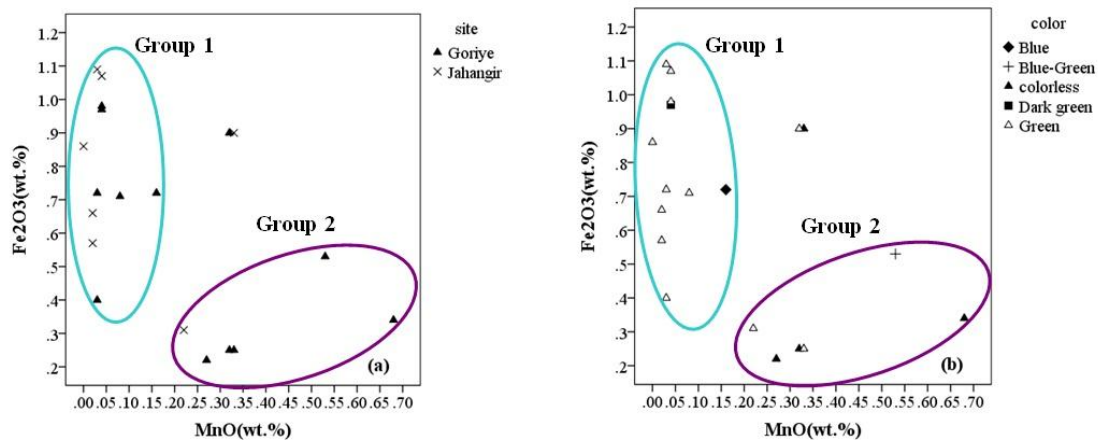 site
Goriye
Jahangir
Group 1
Group 2
(a)
Fe2O3(wt.%)
1.2
1.1
1.0
.9
.8
.7
.6
.5
.4
.3
.2
.00 .05 .10 .15 .20 .25 .30 .35 .40 .45 .50 .55 .60 .65 .70
MnO(wt.%)
color
Blue
Blue-Green
colorless
Dark green
Green
Group 1
Group 2
(b)
Fe2O3(wt.%)
1.2
1.1
1.0
.9
.8
.7
.6
.5
.4
.3
.2
.00 .05 .10 .15 .20 .25 .30 .35 .40 .45 .50 .55 .60 .65 .70
MnO(wt.%)